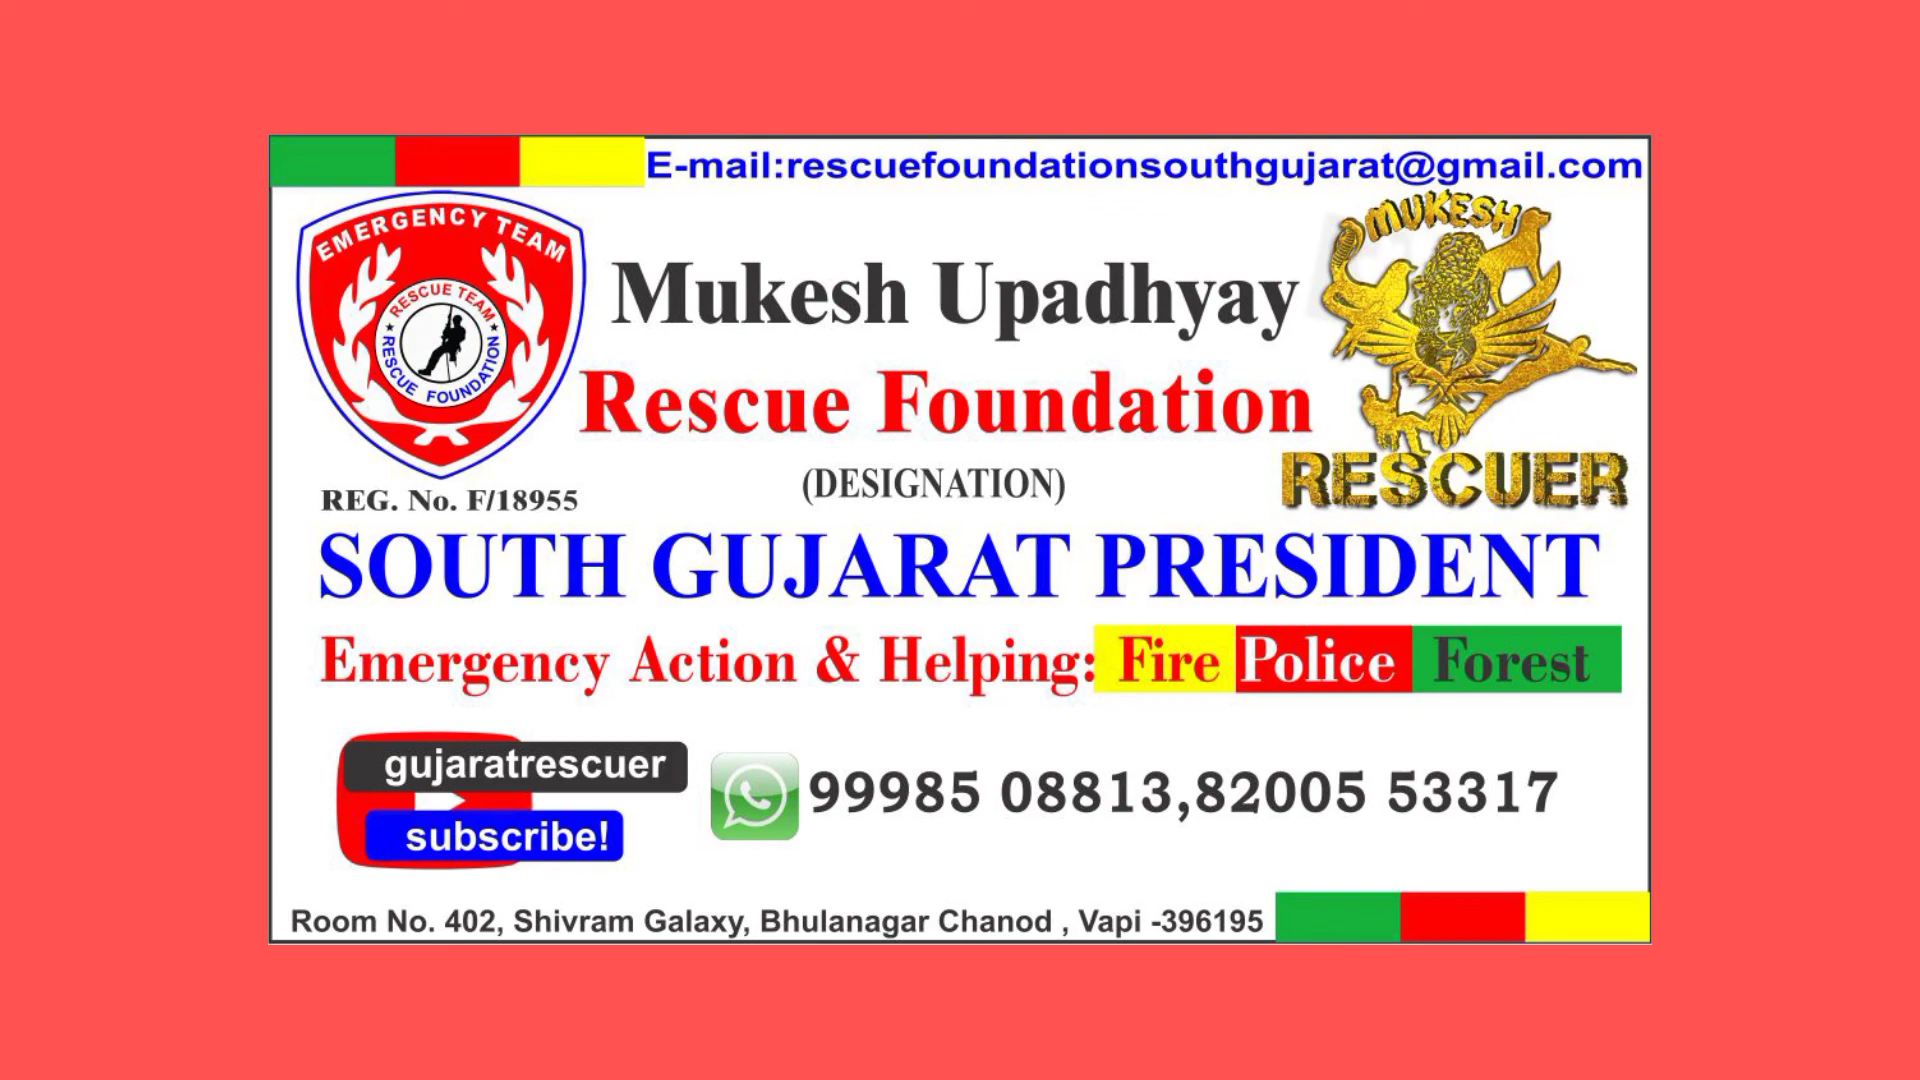 E-mail:rescuefoundationsouthgujarat@gmail.com
EMERGENCY TEAM
RESCUE TEAM
RESCUE FOUNDATION
MUKESH
RESCUER
Mukesh Upadhyay
Rescue Foundation
(DESIGNATION)
REG. No. F/18955
SOUTH GUJARAT PRESIDENT
Emergency Action & Helping: Fire Police Forest
gujaratrescuer
subscribe!
99985 08813,82005 53317
Room No. 402, Shivram Galaxy, Bhulanagar Chanod , Vapi -396195